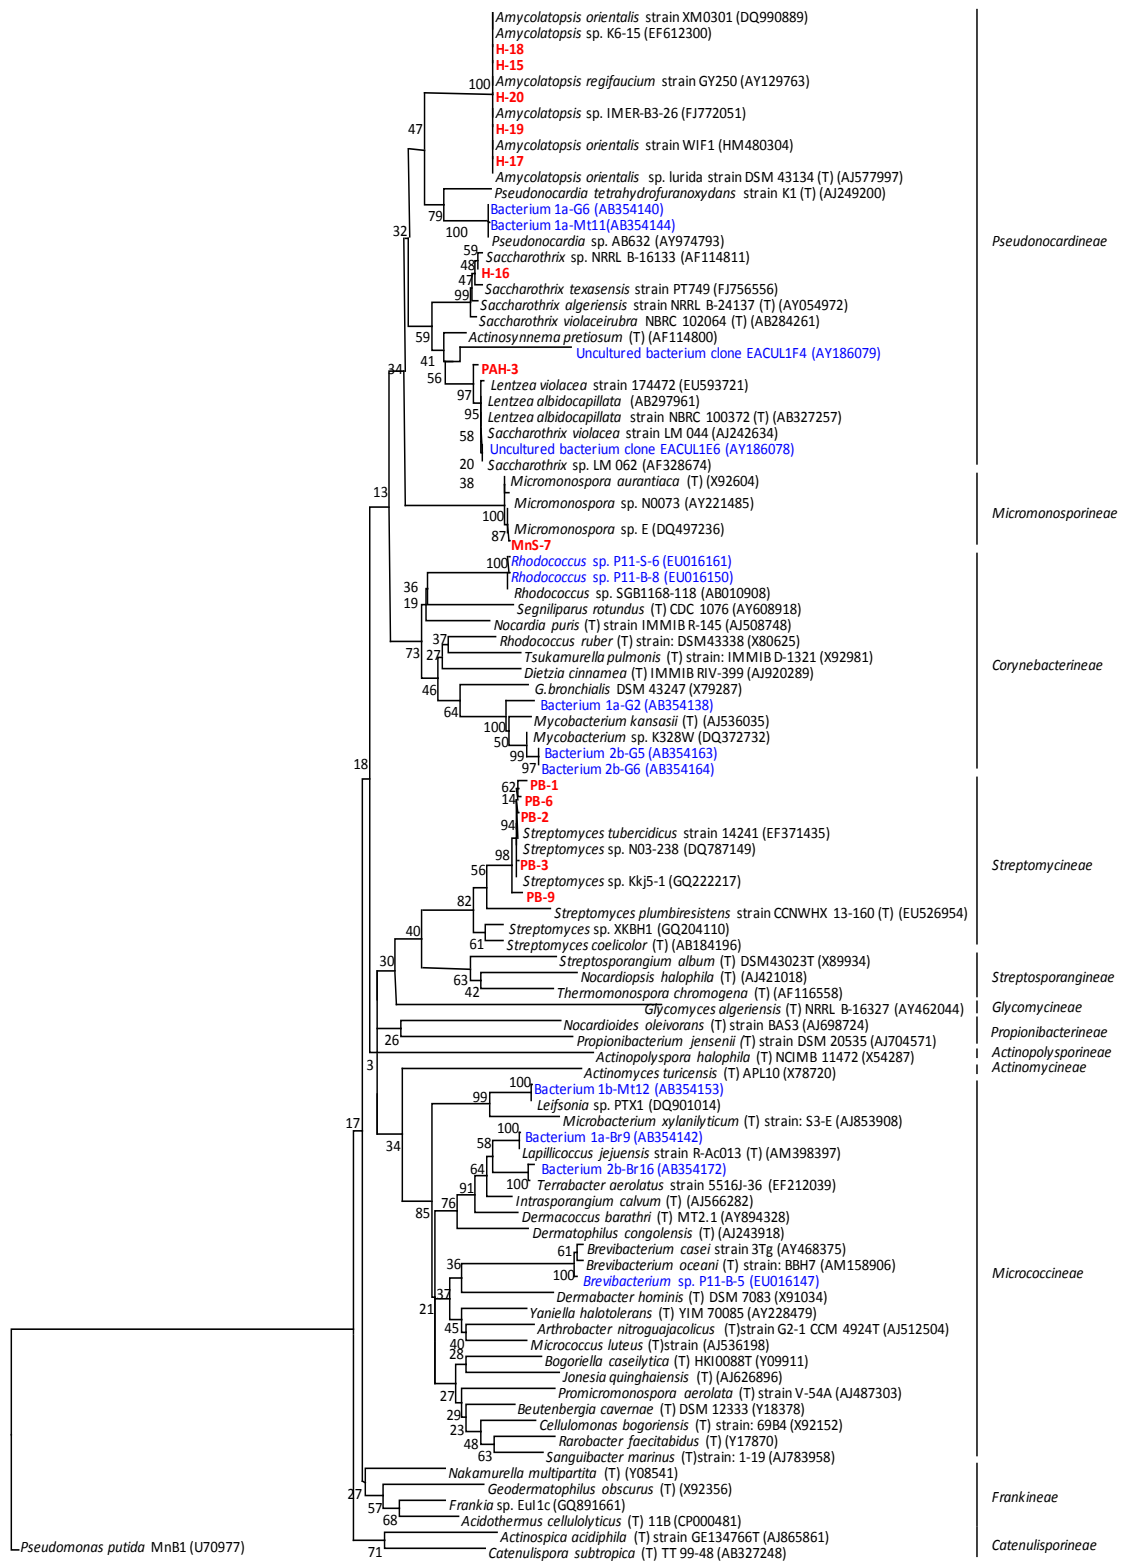 Amycolatopsis orientalis strain XM0301 (DQ990889)
Amycolatopsis sp. K6-15 (EF612300)
H-18
H-15
Amycolatopsis regifaucium strain GY250 (AY129763)
100
H-20
Amycolatopsis sp. IMER-B3-26 (FJ772051)
47
H-19
Amycolatopsis orientalis strain WIF1 (HM480304)
H-17
Amycolatopsis orientalis sp. lurida strain DSM 43134 (T) (AJ577997)
Pseudonocardia tetrahydrofuranoxydans strain K1 (T) (AJ249200)
Bacterium 1a-G6 (AB354140)
79
Bacterium 1a-Mt11(AB354144)
100
32
Pseudonocardia sp. AB632 (AY974793)
Pseudonocardineae
59
Saccharothrix sp. NRRL B-16133 (AF114811)
48
H-16
47
Saccharothrix texasensis strain PT749 (FJ756556)
99
Saccharothrix algeriensis strain NRRL B-24137 (T) (AY054972)
Saccharothrix violaceirubra NBRC 102064 (T) (AB284261)
59
Actinosynnema pretiosum (T) (AF114800)
Uncultured bacterium clone EACUL1F4 (AY186079)
41
34
PAH-3
56
Lentzea violacea strain 174472 (EU593721)
97
Lentzea albidocapillata (AB297961)
95
Lentzea albidocapillata strain NBRC 100372 (T) (AB327257)
58
Saccharothrix violacea strain LM 044 (AJ242634)
Uncultured bacterium clone EACUL1E6 (AY186078)
20
Saccharothrix sp. LM 062 (AF328674)
38
Micromonospora aurantiaca (T) (X92604)
13
Micromonospora sp. N0073 (AY221485)
Micromonosporineae
100
Micromonospora sp. E (DQ497236)
87
MnS-7
100
Rhodococcus sp. P11-S-6 (EU016161)
Rhodococcus sp. P11-B-8 (EU016150)
36
Rhodococcus sp. SGB1168-118 (AB010908)
19
Segniliparus rotundus (T) CDC 1076 (AY608918)
Nocardia puris (T) strain IMMIB R-145 (AJ508748)
37
Rhodococcus ruber (T) strain: DSM43338 (X80625)
73
27
Tsukamurella pulmonis (T) strain: IMMIB D-1321 (X92981)
Corynebacterineae
Dietzia cinnamea (T) IMMIB RIV-399 (AJ920289)
46
G.bronchialis DSM 43247 (X79287)
64
Bacterium 1a-G2 (AB354138)
100
Mycobacterium kansasii (T) (AJ536035)
50
Mycobacterium sp. K328W (DQ372732)
99
Bacterium 2b-G5 (AB354163)
18
97
Bacterium 2b-G6 (AB354164)
62
PB-1
14
PB-6
PB-2
94
Streptomyces tubercidicus strain 14241 (EF371435)
Streptomyces sp. N03-238 (DQ787149)
98
PB-3
Streptomycineae
56
Streptomyces sp. Kkj5-1 (GQ222217)
PB-9
82
Streptomyces plumbiresistens strain CCNWHX 13-160 (T) (EU526954)
Streptomyces sp. XKBH1 (GQ204110)
40
61
Streptomyces coelicolor (T) (AB184196)
30
Streptosporangium album (T) DSM43023T (X89934)
63
Nocardiopsis halophila (T) (AJ421018)
Streptosporangineae
42
Thermomonospora chromogena (T) (AF116558)
Glycomyces algeriensis (T) NRRL B-16327 (AY462044)
Glycomycineae
Nocardioides oleivorans (T) strain BAS3 (AJ698724)
Propionibacterineae
26
Propionibacterium jensenii (T) strain DSM 20535 (AJ704571)
Actinopolyspora halophila (T) NCIMB 11472 (X54287)
Actinopolysporineae
3
Actinomyces turicensis (T) APL10 (X78720)
Actinomycineae
100
Bacterium 1b-Mt12 (AB354153)
99
Leifsonia sp. PTX1 (DQ901014)
17
Microbacterium xylanilyticum (T) strain: S3-E (AJ853908)
100
Bacterium 1a-Br9 (AB354142)
34
58
Lapillicoccus jejuensis strain R-Ac013 (T) (AM398397)
64
Bacterium 2b-Br16 (AB354172)
100
Terrabacter aerolatus strain 5516J-36 (EF212039)
91
Intrasporangium calvum (T) (AJ566282)
76
85
Dermacoccus barathri (T) MT2.1 (AY894328)
Dermatophilus congolensis (T) (AJ243918)
61
Brevibacterium casei strain 3Tg (AY468375)
36
Brevibacterium oceani (T) strain: BBH7 (AM158906)
100
Brevibacterium sp. P11-B-5 (EU016147)
Micrococcineae
37
Dermabacter hominis (T) DSM 7083 (X91034)
21
Yaniella halotolerans (T) YIM 70085 (AY228479)
45
Arthrobacter nitroguajacolicus (T)strain G2-1 CCM 4924T (AJ512504)
40
Micrococcus luteus (T)strain (AJ536198)
28
Bogoriella caseilytica (T) HKI0088T (Y09911)
Jonesia quinghaiensis (T) (AJ626896)
27
Promicromonospora aerolata (T) strain V-54A (AJ487303)
29
Beutenbergia cavernae (T) DSM 12333 (Y18378)
23
Cellulomonas bogoriensis (T) strain: 69B4 (X92152)
48
Rarobacter faecitabidus (T) (Y17870)
63
Sanguibacter marinus (T)strain: 1-19 (AJ783958)
Nakamurella multipartita (T) (Y08541)
27
Geodermatophilus obscurus (T) (X92356)
Frankineae
57
Frankia sp. EuI1c (GQ891661)
68
Acidothermus cellulolyticus (T) 11B (CP000481)
Actinospica acidiphila (T) strain GE134766T (AJ865861)
Catenulisporineae
Pseudomonas putida MnB1 (U70977)
71
Catenulispora subtropica (T) TT 99-48 (AB327248)